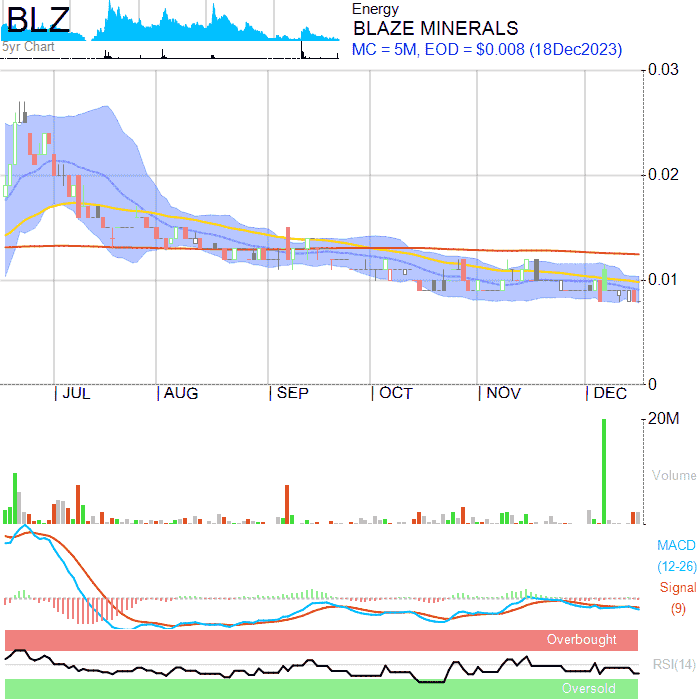 BLZ
5yr Chart
Energy
BLAZE MINERALS
MC = 5M, EOD = $0.008 (18Dec2023)
0.03
0.02
0.01
0
JUL AUG SEP OCT NOV DEC
20M
Volume
MACD
(12-26)
Signal
(9)
Overbought
RSI(14)
Oversold